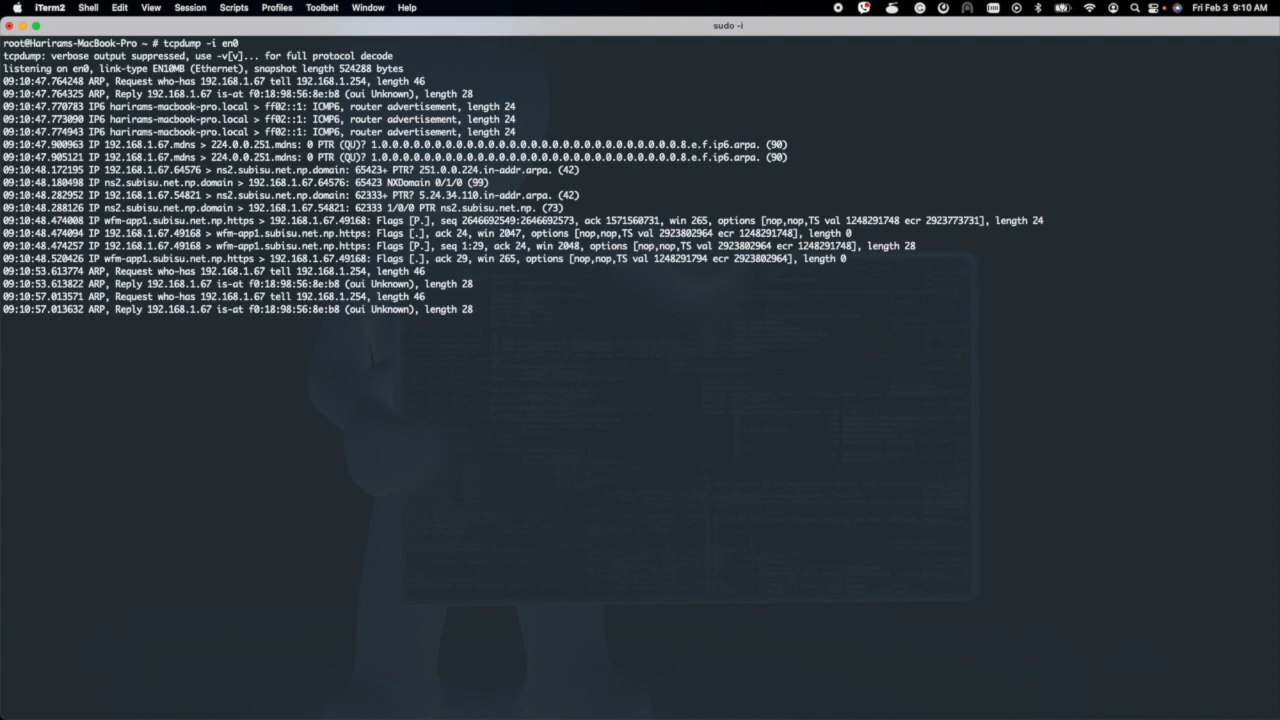 iTerm2 Shell Edit View Session Scripts Profiles Toolbelt Window Help Fri Feb 3 9:10 AM
sudo -i
root@Harirams-MacBook-Pro ~ # tcpdump -i en0
tcpdump: verbose output suppressed, use -v[v]... for full protocol decode
listening on en0, link-type EN10MB (Ethernet), snapshot length 524288 bytes
09:10:47.764248 ARP, Request who-has 192.168.1.67 tell 192.168.1.254, length 46
09:10:47.764325 ARP, Reply 192.168.1.67 is-at f0:18:98:56:8e:b8 (oui Unknown), length 28
09:10:47.770783 IP6 harirams-macbook-pro.local > ff02::1: ICMP6, router advertisement, length 24
09:10:47.773090 IP6 harirams-macbook-pro.local > ff02::1: ICMP6, router advertisement, length 24
09:10:47.774943 IP6 harirams-macbook-pro.local > ff02::1: ICMP6, router advertisement, length 24
09:10:47.900963 IP 192.168.1.67.mdns > 224.0.0.251.mdns: 0 PTR (QU)? 1.0.0.0.0.0.0.0.0.0.0.0.0.0.0.0.0.0.0.0.0.0.0.0.0.0.0.0.0.8.e.f.ip6.arpa. (90)
09:10:47.905121 IP 192.168.1.67.mdns > 224.0.0.251.mdns: 0 PTR (QU)? 1.0.0.0.0.0.0.0.0.0.0.0.0.0.0.0.0.0.0.0.0.0.0.0.0.0.0.0.0.8.e.f.ip6.arpa. (90)
09:10:48.172195 IP 192.168.1.67.64576 > ns2.subisu.net.np.domain: 65423+ PTR? 251.0.0.224.in-addr.arpa. (42)
09:10:48.180498 IP ns2.subisu.net.np.domain > 192.168.1.67.64576: 65423 NXDomain 0/1/0 (99)
09:10:48.282952 IP 192.168.1.67.54821 > ns2.subisu.net.np.domain: 62333+ PTR? 5.24.34.110.in-addr.arpa. (42)
09:10:48.288126 IP ns2.subisu.net.np.domain > 192.168.1.67.54821: 62333 1/0/0 PTR ns2.subisu.net.np. (73)
09:10:48.474008 IP wfm-app1.subisu.net.np.https > 192.168.1.67.49168: Flags [P.], seq 2646692549:2646692573, ack 1571560731, win 265, options [nop,nop,TS val 1248291748 ecr 2923773731], length 24
09:10:48.474094 IP 192.168.1.67.49168 > wfm-app1.subisu.net.np.https: Flags [.], ack 24, win 2047, options [nop,nop,TS val 2923802964 ecr 1248291748], length 0
09:10:48.474257 IP 192.168.1.67.49168 > wfm-app1.subisu.net.np.https: Flags [P.], seq 1:29, ack 24, win 2048, options [nop,nop,TS val 2923802964 ecr 1248291748], length 28
09:10:48.520426 IP wfm-app1.subisu.net.np.https > 192.168.1.67.49168: Flags [.], ack 29, win 265, options [nop,nop,TS val 1248291794 ecr 2923802964], length 0
09:10:53.613774 ARP, Request who-has 192.168.1.67 tell 192.168.1.254, length 46
09:10:53.613822 ARP, Reply 192.168.1.67 is-at f0:18:98:56:8e:b8 (oui Unknown), length 28
09:10:57.013571 ARP, Request who-has 192.168.1.67 tell 192.168.1.254, length 46
09:10:57.013632 ARP, Reply 192.168.1.67 is-at f0:18:98:56:8e:b8 (oui Unknown), length 28